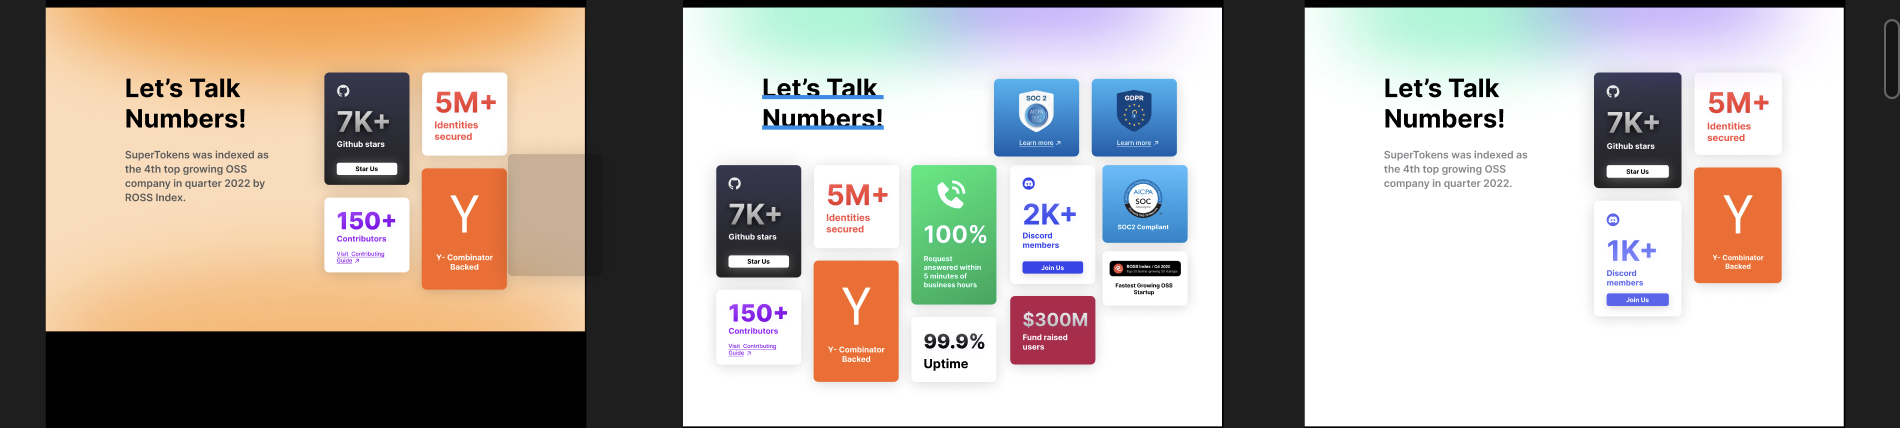 Let's Talk
Numbers!
SuperTokens was indexed as
the 4th top growing OSS
company in quarter 2022 by
ROSS Index.
7K+
Github stars
Star Us
5M+
Identities
secured
150+
Contributors
Visit Contributing
Guide ↗
Y
Y- Combinator
Backed
Let's Talk
Numbers!
SOC 2
Learn more ↗
GDPR
Learn more ↗
7K+
Github stars
Star Us
5M+
Identities
secured
100%
Request
answered within
5 minutes of
business hours
2K+
Discord
members
Join Us
AICPA
SOC
SOC2 Compliant
ROSS Index / Q4 2020
Fastest Growing OSS
Startup
150+
Contributors
Visit Contributing
Guide ↗
Y
Y- Combinator
Backed
99.9%
Uptime
$300M
Fund raised
users
Let's Talk
Numbers!
SuperTokens was indexed as
the 4th top growing OSS
company in quarter 2022.
7K+
Github stars
Star Us
5M+
Identities
secured
1K+
Discord
members
Join Us
Y
Y- Combinator
Backed